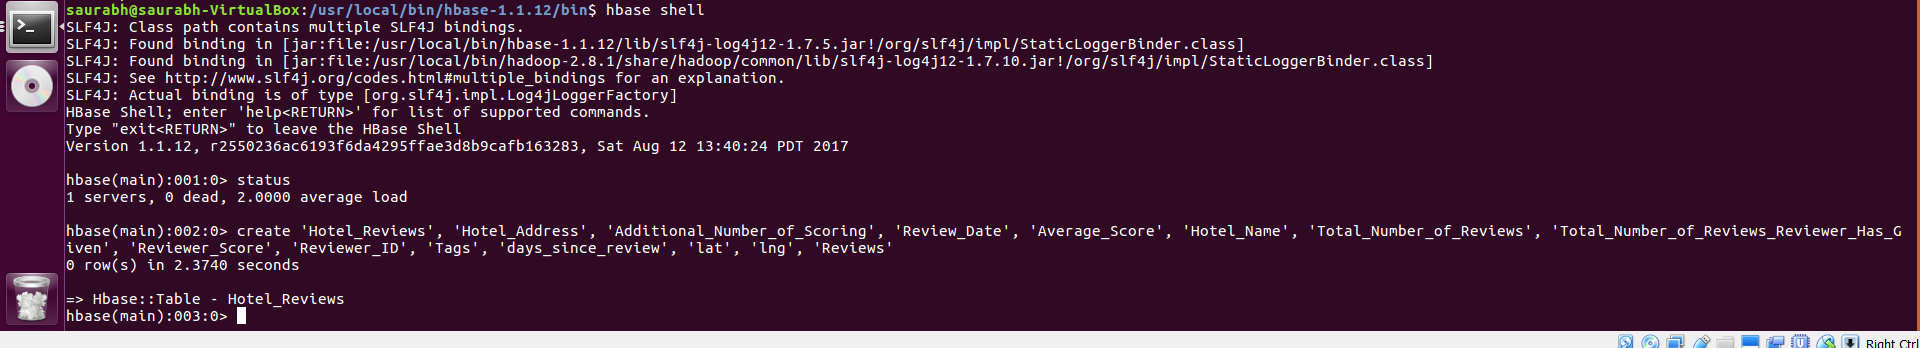 saurabh@saurabh-VirtualBox:/usr/local/bin/hbase-1.1.12/bin$ hbase shell
SLF4J: Class path contains multiple SLF4J bindings.
SLF4J: Found binding in [jar:file:/usr/local/bin/hbase-1.1.12/lib/slf4j-log4j12-1.7.5.jar!/org/slf4j/impl/StaticLoggerBinder.class]
SLF4J: Found binding in [jar:file:/usr/local/bin/hadoop-2.8.1/share/hadoop/common/lib/slf4j-log4j12-1.7.10.jar!/org/slf4j/impl/StaticLoggerBinder.class]
SLF4J: See http://www.slf4j.org/codes.html#multiple_bindings for an explanation.
SLF4J: Actual binding is of type [org.slf4j.impl.Log4jLoggerFactory]
HBase Shell; enter 'help<RETURN>' for list of supported commands.
Type "exit<RETURN>" to leave the HBase Shell
Version 1.1.12, r2550236ac6193f6da4295ffae3d8b9cafb163283, Sat Aug 12 13:40:24 PDT 2017
hbase(main):001:0> status
1 servers, 0 dead, 2.0000 average load
hbase(main):002:0> create 'Hotel_Reviews', 'Hotel_Address', 'Additional_Number_of_Scoring', 'Review_Date', 'Average_Score', 'Hotel_Name', 'Total_Number_of_Reviews', 'Total_Number_of_Reviews_Reviewer_Has_G
iven', 'Reviewer_Score', 'Reviewer_ID', 'Tags', 'days_since_review', 'lat', 'lng', 'Reviews'
0 row(s) in 2.3740 seconds
=> Hbase::Table - Hotel_Reviews
hbase(main):003:0>
Right Ctrl